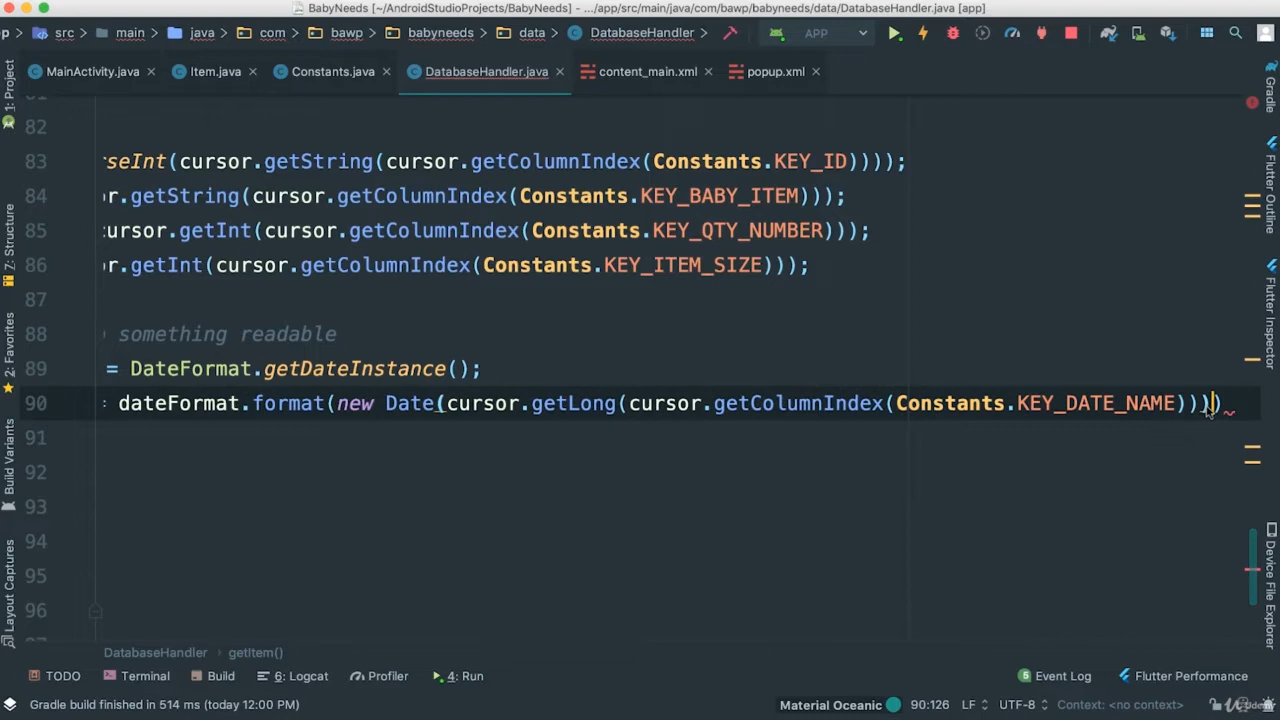 BabyNeeds [~/AndroidStudioProjects/BabyNeeds] - .../app/src/main/java/com/bawp/babyneeds/data/DatabaseHandler.java [app]
p src main java com bawp babyneeds data DatabaseHandler APP
MainActivity.java Item.java Constants.java DatabaseHandler.java content_main.xml popup.xml
1: Project
7: Structure
2: Favorites
Build Variants
Layout Captures
82
83 rseInt(cursor.getString(cursor.getColumnIndex(Constants.KEY_ID))));
84 r.getString(cursor.getColumnIndex(Constants.KEY_BABY_ITEM)));
85 cursor.getInt(cursor.getColumnIndex(Constants.KEY_QTY_NUMBER)));
86 r.getInt(cursor.getColumnIndex(Constants.KEY_ITEM_SIZE)));
87
88 something readable
89 = DateFormat.getDateInstance();
90 = dateFormat.format(new Date(cursor.getLong(cursor.getColumnIndex(Constants.KEY_DATE_NAME))))
91
92
93
94
95
96
Gradle
Flutter Outline
Flutter Inspector
Device File Explorer
DatabaseHandler › getItem()
TODO Terminal Build 6: Logcat Profiler 4: Run 5 Event Log Flutter Performance
Gradle build finished in 514 ms (today 12:00 PM) Material Oceanic 90:126 LF UTF-8 Context: <no context>